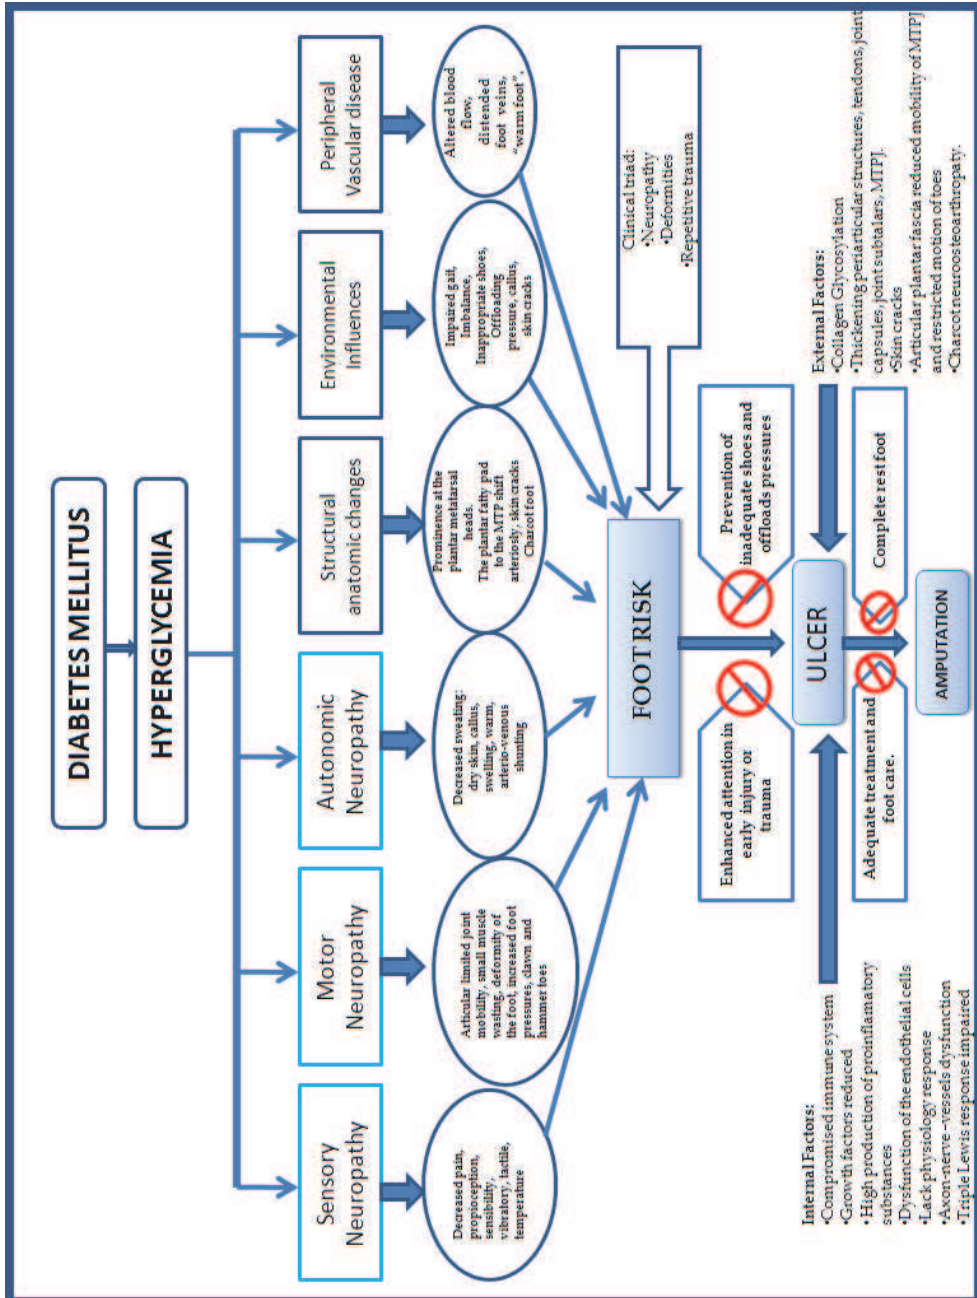 DIABETES MELLITUS
HYPERGLYCEMIA
Sensory
Neuropathy
Motor
Neuropathy
Autonomic
Neuropathy
Structural
anatomic changes
Environmental
Influences
Peripheral
Vascular disease
Decreased pain,
propioception,
sensibility,
vibratory, tactile,
temperature
Articular limited joint
mobility, small muscle
wasting, deformity of
the foot, increased foot
pressures, clawn and
hammer toes
Decreased sweating:
dry skin, callus,
swelling, warm,
arterio-venous
shunting
Prominence at the
plantar metatarsal
heads.
The plantar fatty pad
to the MTP shift
arteriosly, skin cracks
Charcot foot
Impaired gait,
Imbalance,
Inappropriate shoes,
Offloading
pressure, callus,
skin cracks
Altered blood
flow,
distended
foot veins,
"warm foot".
FOOT RISK
Clinical triad:
•Neuropathy
•Deformities
•Repetitive trauma
Enhanced attention in
early injury or
trauma
Prevention of
inadequate shoes and
offloads pressures
ULCER
Internal Factors:
•Compromised immune system
•Growth factors reduced
•High production of proinflamatory
substances
•Dysfunction of the endothelial cells
•Lack physiology response
•Axon-nerve-vessels dysfunction
•Triple Lewis response impaired
External Factors:
•Collagen Glycosylation
•Thickening periarticular structures, tendons, joint
capsules, joint subtalars, MTPJ.
•Skin cracks
•Articular plantar fascia reduced mobility of MTPJ
and restricted motion of toes
•Charcot neuroosteoarthropaty.
Adequate treatment and
foot care.
Complete rest foot
AMPUTATION